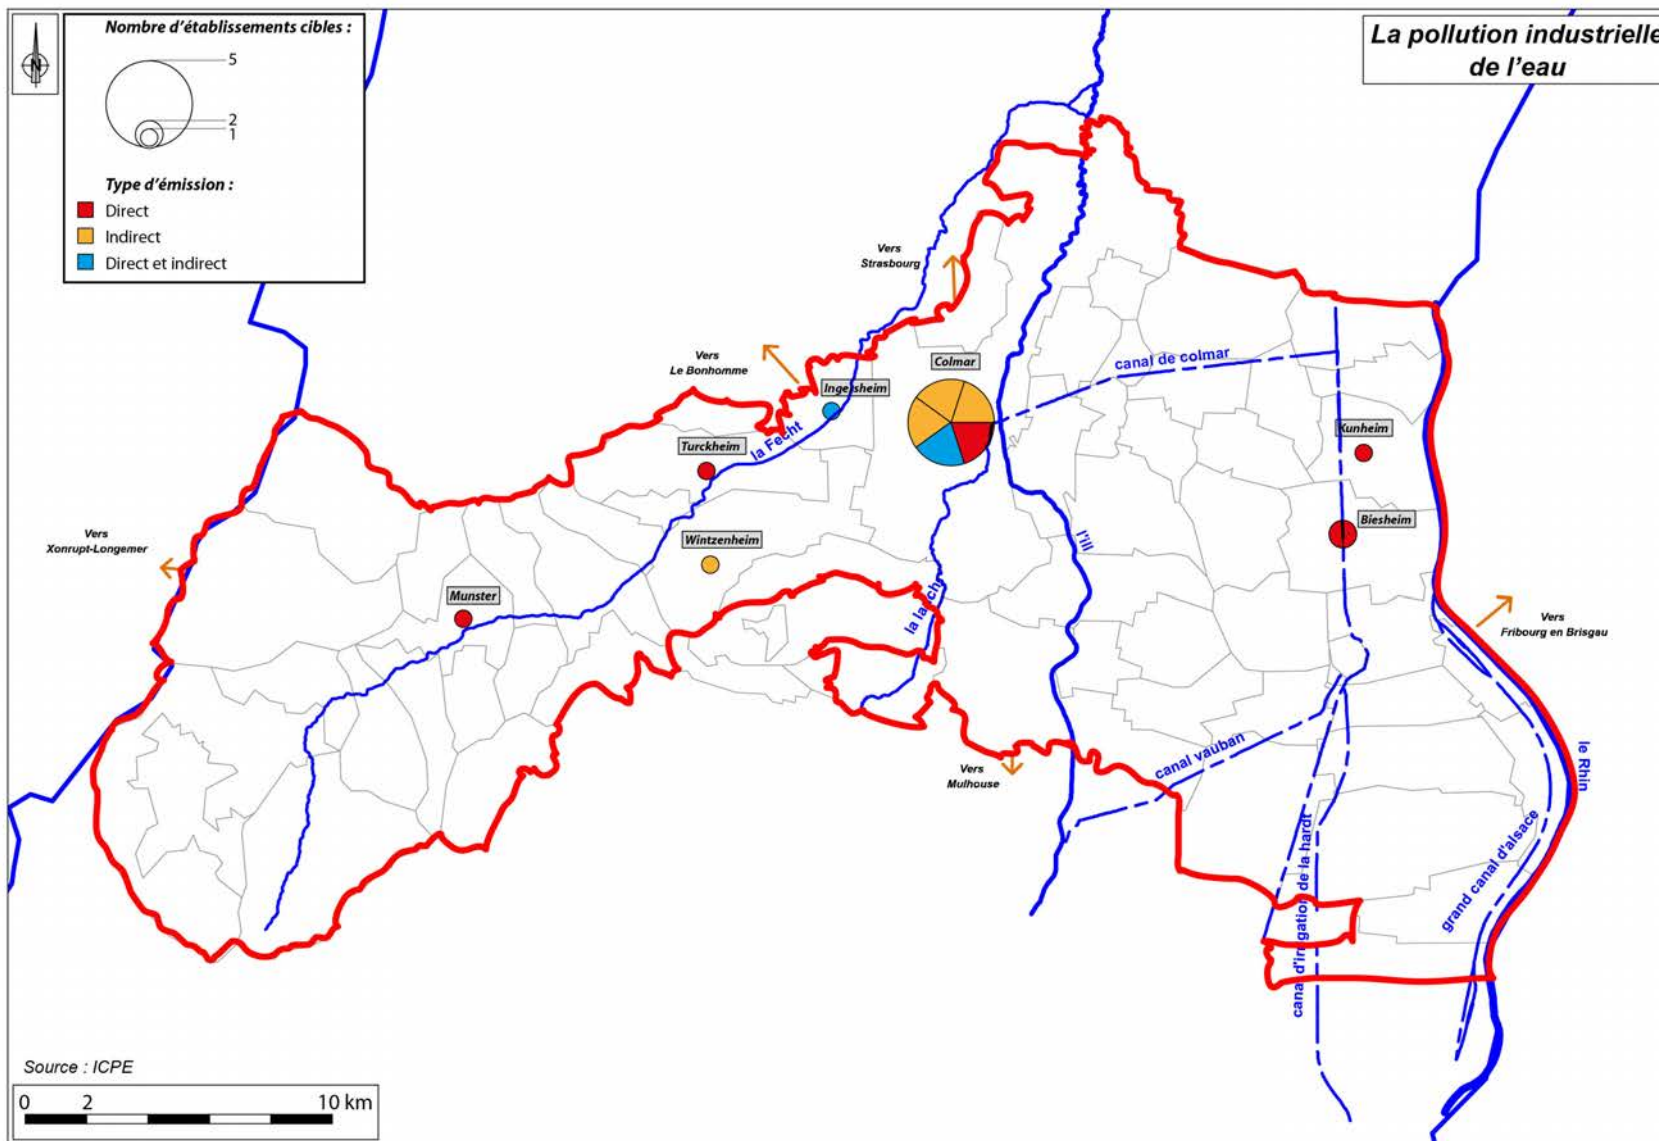 Nombre d'établissements cibles :
5
2
1
Type d'émission :
Direct
Indirect
Direct et indirect
N
La pollution industrielle
de l'eau
Vers
Strasbourg
Vers
Le Bonhomme
Colmar
canal de colmar
Ingersheim
la Fecht
Turckheim
Kunheim
Vers
Xonrupt-Longemer
Wintzenheim
Biesheim
l'ill
Munster
la lauch
Vers
Fribourg en Brisgau
canal vauban
le Rhin
Vers
Mulhouse
canal d'irrigation de la hardt
grand canal d'alsace
Source : ICPE
0 2 10 km